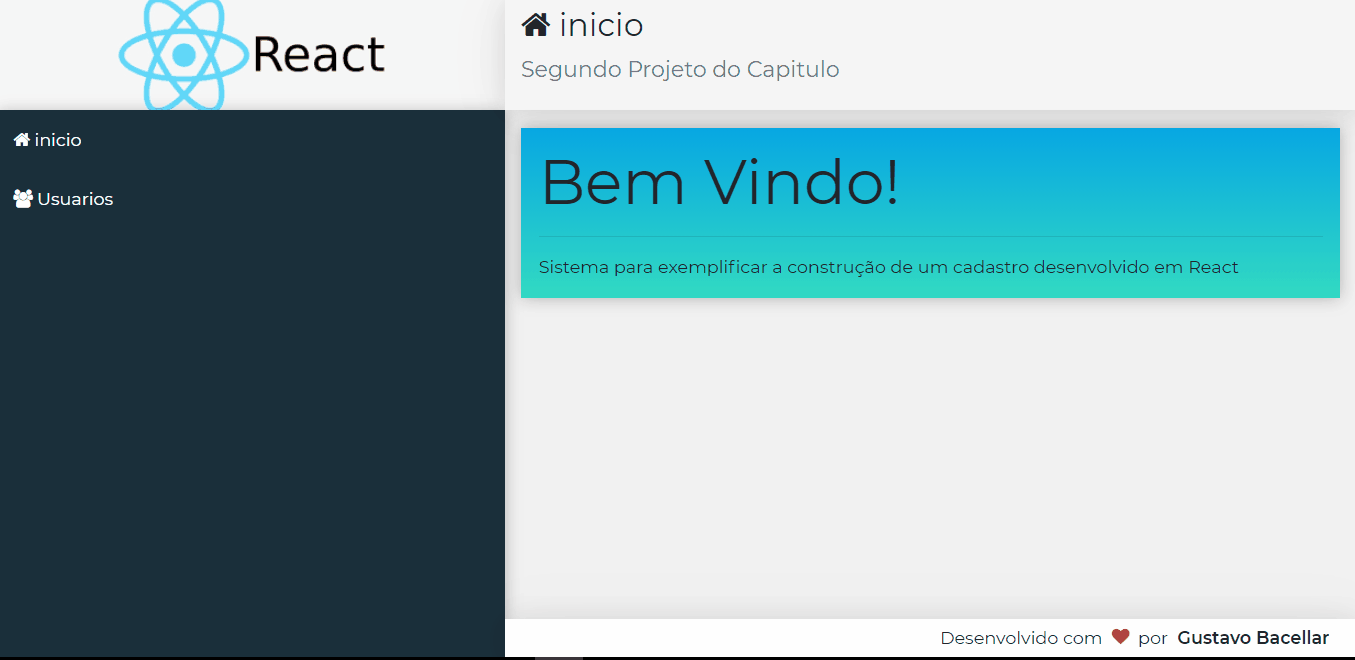 React
inicio
Segundo Projeto do Capitulo
inicio
Usuarios
Bem Vindo!
Sistema para exemplificar a construção de um cadastro desenvolvido em React
Desenvolvido com por Gustavo Bacellar